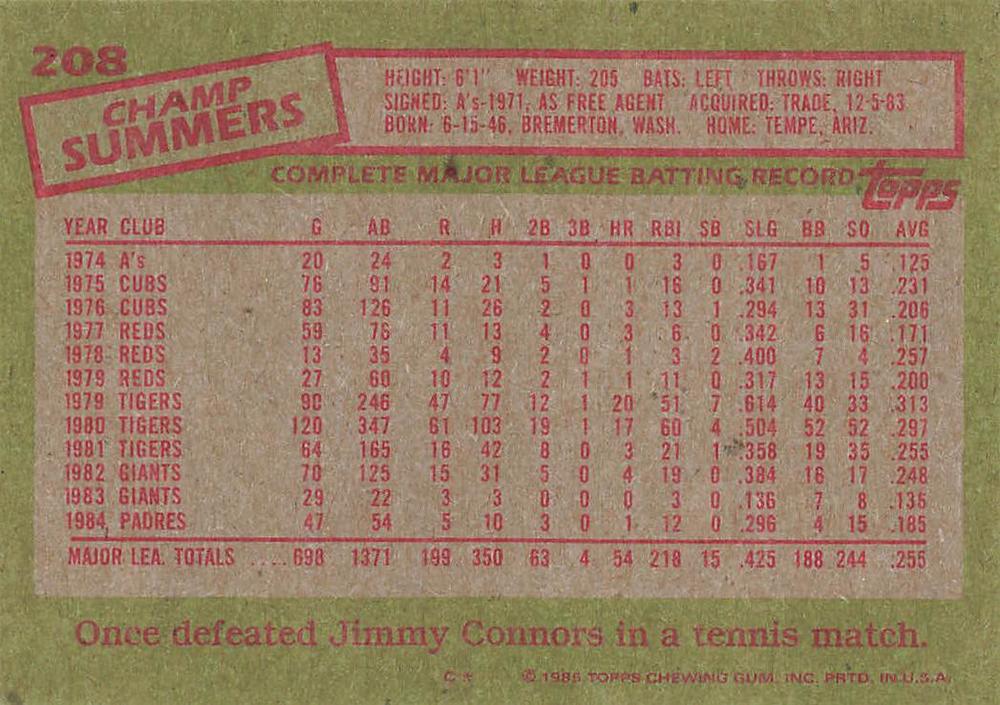 208
CHAMP
SUMMERS
HEIGHT: 6'1" WEIGHT: 205 BATS: LEFT THROWS: RIGHT
SIGNED: A's-1971, AS FREE AGENT ACQUIRED: TRADE, 12-5-83
BORN: 6-15-46, BREMERTON, WASH. HOME: TEMPE, ARIZ.
COMPLETE MAJOR LEAGUE BATTING RECORD topps
YEAR CLUB G AB R H 2B 3B HR RBI SB SLG BB SO AVG
1974 A's 20 24 2 3 1 0 0 3 0 .167 1 5 .125
1975 CUBS 76 91 14 21 5 1 1 16 0 .341 10 13 .231
1976 CUBS 83 126 11 26 2 0 3 13 1 .294 13 31 .206
1977 REDS 59 76 11 13 4 0 3 6 0 .342 6 16 .171
1978 REDS 13 35 4 9 2 0 1 3 2 .400 7 4 .257
1979 REDS 27 60 10 12 2 1 1 11 0 .317 13 15 .200
1979 TIGERS 90 246 47 77 12 1 20 51 7 .614 40 33 .313
1980 TIGERS 120 347 61 103 19 1 17 60 4 .504 52 52 .297
1981 TIGERS 64 165 16 42 8 0 3 21 1 .358 19 35 .255
1982 GIANTS 70 125 15 31 5 0 4 19 0 .384 16 17 .248
1983 GIANTS 29 22 3 3 0 0 0 3 0 .136 7 8 .136
1984 PADRES 47 54 5 10 3 0 1 12 0 .296 4 15 .185
MAJOR LEA. TOTALS ....698 1371 199 350 63 4 54 218 15 .425 188 244 .255
Once defeated Jimmy Connors in a tennis match.
C* © 1985 TOPPS CHEWING GUM, INC. PRTD. IN U.S.A.